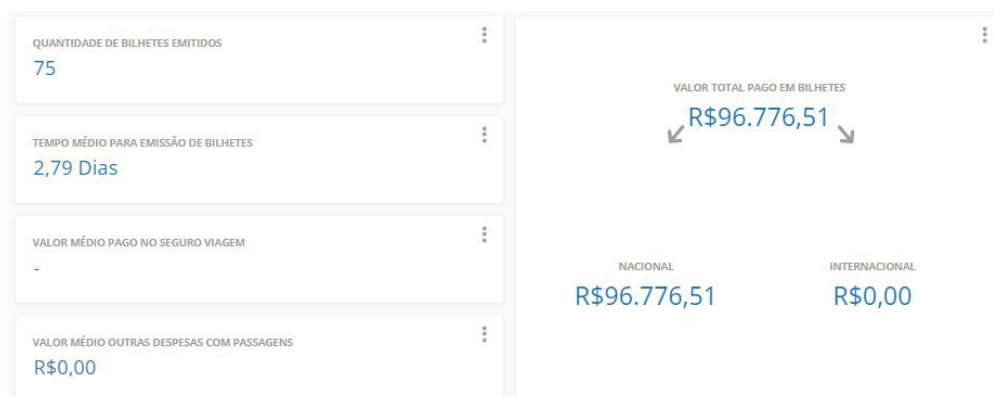 QUANTIDADE DE BILHETES EMITIDOS
75
TEMPO MÉDIO PARA EMISSÃO DE BILHETES
2,79 Dias
VALOR MÉDIO PAGO NO SEGURO VIAGEM
-
VALOR MÉDIO OUTRAS DESPESAS COM PASSAGENS
R$0,00
VALOR TOTAL PAGO EM BILHETES
R$96.776,51
NACIONAL
R$96.776,51
INTERNACIONAL
R$0,00